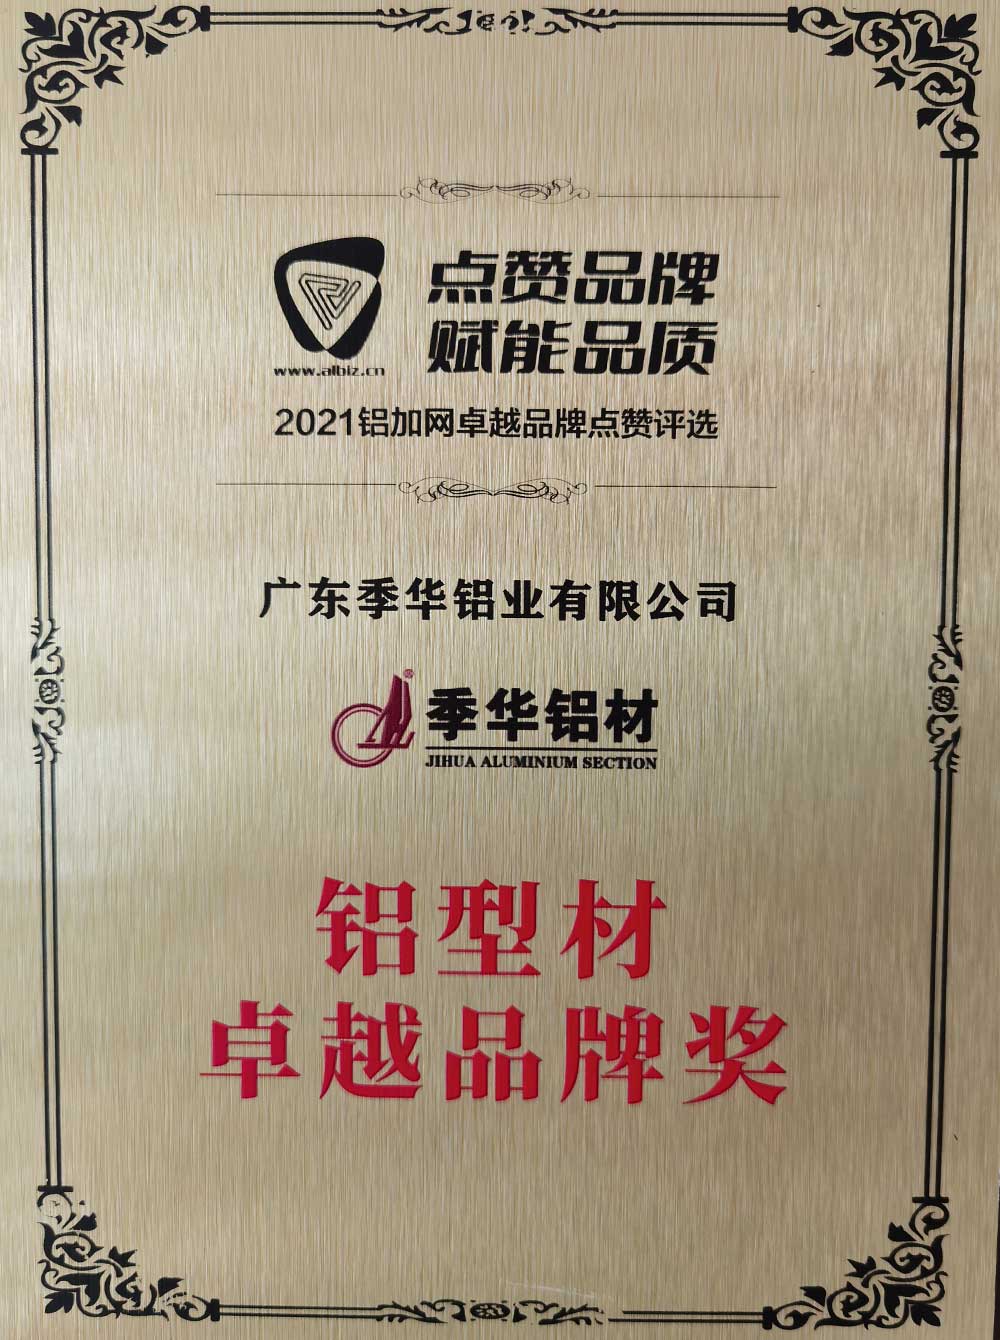 点赞品牌
赋能品质
www.albiz.cn
2021铝加网卓越品牌点赞评选
广东季华铝业有限公司
®
季华铝材
JIHUA ALUMINIUM SECTION
铝型材
卓越品牌奖